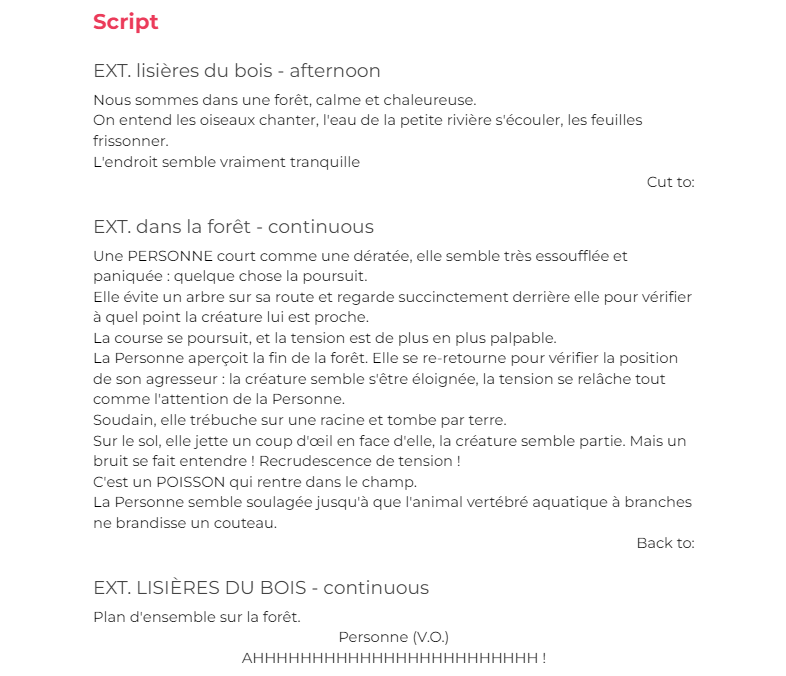 Script
EXT. lisières du bois - afternoon
Nous sommes dans une forêt, calme et chaleureuse.
On entend les oiseaux chanter, l'eau de la petite rivière s'écouler, les feuilles
frissonner.
L'endroit semble vraiment tranquille
Cut to:
EXT. dans la forêt - continuous
Une PERSONNE court comme une dératée, elle semble très essoufflée et
paniquée : quelque chose la poursuit.
Elle évite un arbre sur sa route et regarde succinctement derrière elle pour vérifier
à quel point la créature lui est proche.
La course se poursuit, et la tension est de plus en plus palpable.
La Personne aperçoit la fin de la forêt. Elle se re-retourne pour vérifier la position
de son agresseur : la créature semble s'être éloignée, la tension se relâche tout
comme l'attention de la Personne.
Soudain, elle trébuche sur une racine et tombe par terre.
Sur le sol, elle jette un coup d'œil en face d'elle, la créature semble partie. Mais un
bruit se fait entendre ! Recrudescence de tension !
C'est un POISSON qui rentre dans le champ.
La Personne semble soulagée jusqu'à que l'animal vertébré aquatique à branches
ne brandisse un couteau.
Back to:
EXT. LISIÈRES DU BOIS - continuous
Plan d'ensemble sur la forêt.
Personne (V.O.)
AHHHHHHHHHHHHHHHHHHHHHHHH !